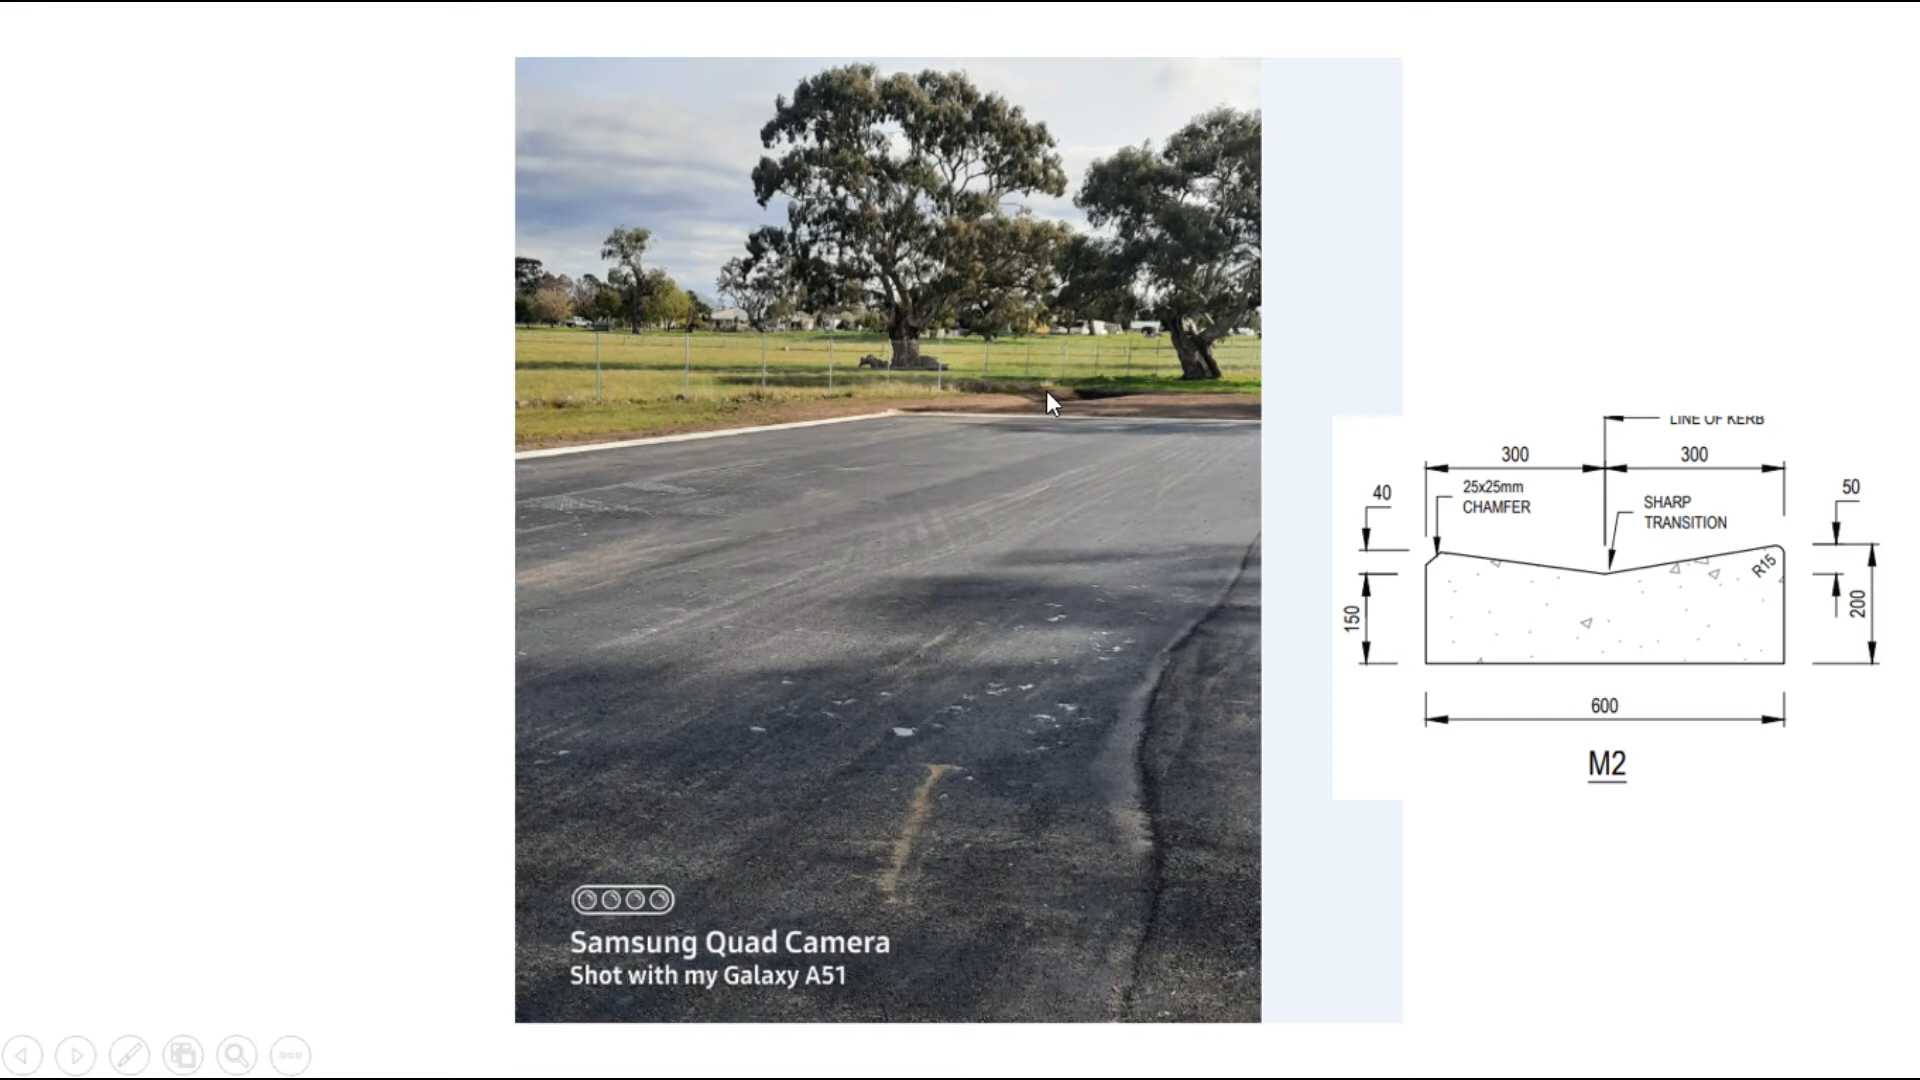 LINE OF KERB
300
300
40
25x25mm
CHAMFER
SHARP
TRANSITION
50
R15
150
200
600
M2
Samsung Quad Camera
Shot with my Galaxy A51